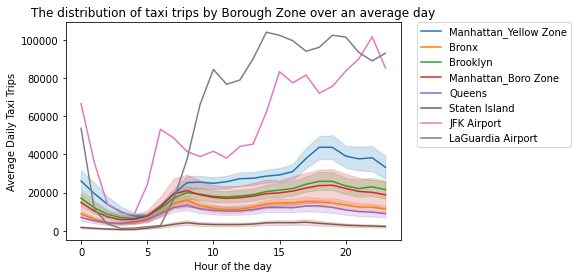 The distribution of taxi trips by Borough Zone over an average day
100000
80000
60000
40000
20000
0
Average Daily Taxi Trips
0
5
10
15
20
Hour of the day
Manhattan_Yellow Zone
Bronx
Brooklyn
Manhattan_Boro Zone
Queens
Staten Island
JFK Airport
LaGuardia Airport